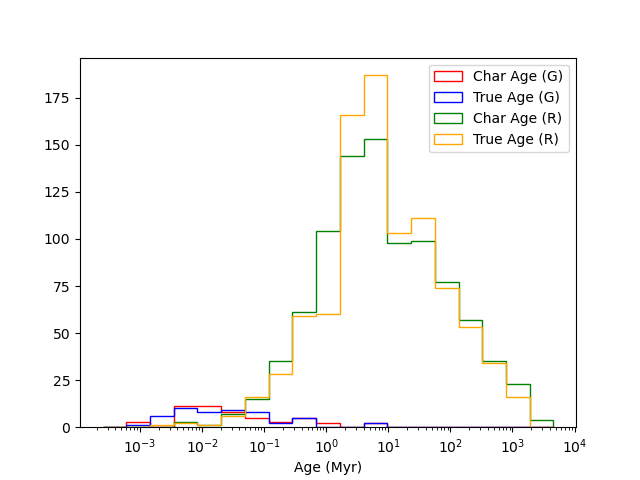 Char Age (G)
True Age (G)
Char Age (R)
True Age (R)
175
150
125
100
75
50
25
0
10⁻³ 10⁻² 10⁻¹ 10⁰ 10¹ 10² 10³ 10⁴
Age (Myr)